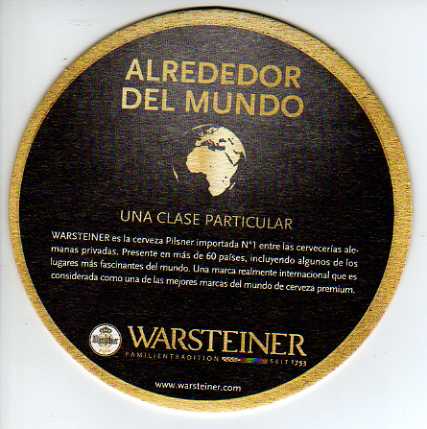 ALREDEDOR
DEL MUNDO
UNA CLASE PARTICULAR
WARSTEINER es la cerveza Pilsner importada N°1 entre las cervecerías ale-
manas privadas. Presente en más de 60 países, incluyendo algunos de los
lugares más fascinantes del mundo. Una marca realmente internacional que es
considerada como una de las mejores marcas del mundo de cerveza premium.
Warsteiner
WARSTEINER
FAMILIENTRADITION SEIT 1753
www.warsteiner.com